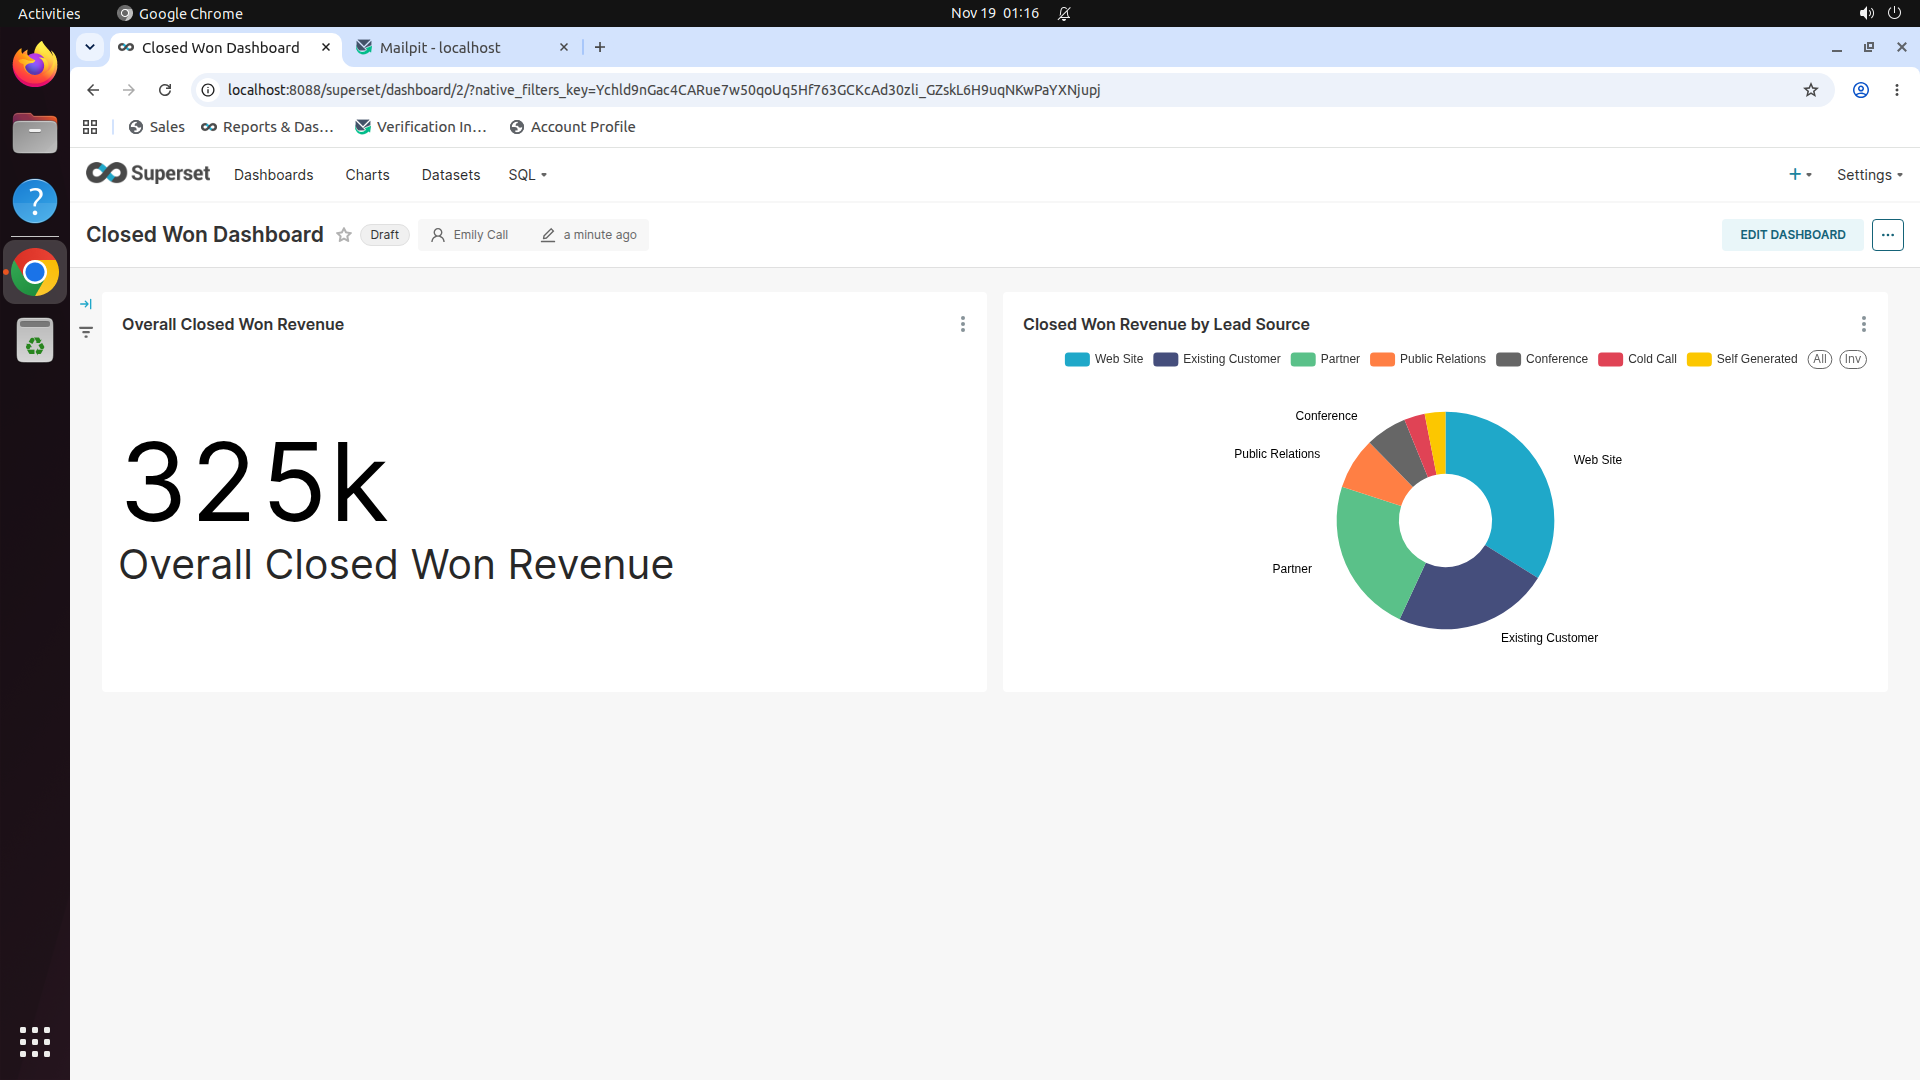 Activities
Google Chrome
Nov 19 01:16
Closed Won Dashboard
Mailpit - localhost
localhost:8088/superset/dashboard/2/?native_filters_key=Ychld9nGac4CARue7w50qoUq5Hf763GCKcAd30zli_GZskL6H9uqNKwPaYXNjupj
Sales
Reports & Das…
Verification In…
Account Profile
Superset
Dashboards
Charts
Datasets
SQL
Settings
Closed Won Dashboard
Draft
Emily Call
a minute ago
EDIT DASHBOARD
Overall Closed Won Revenue
325k
Overall Closed Won Revenue
Closed Won Revenue by Lead Source
Web Site
Existing Customer
Partner
Public Relations
Conference
Cold Call
Self Generated
All
Inv
Conference
Public Relations
Web Site
Partner
Existing Customer